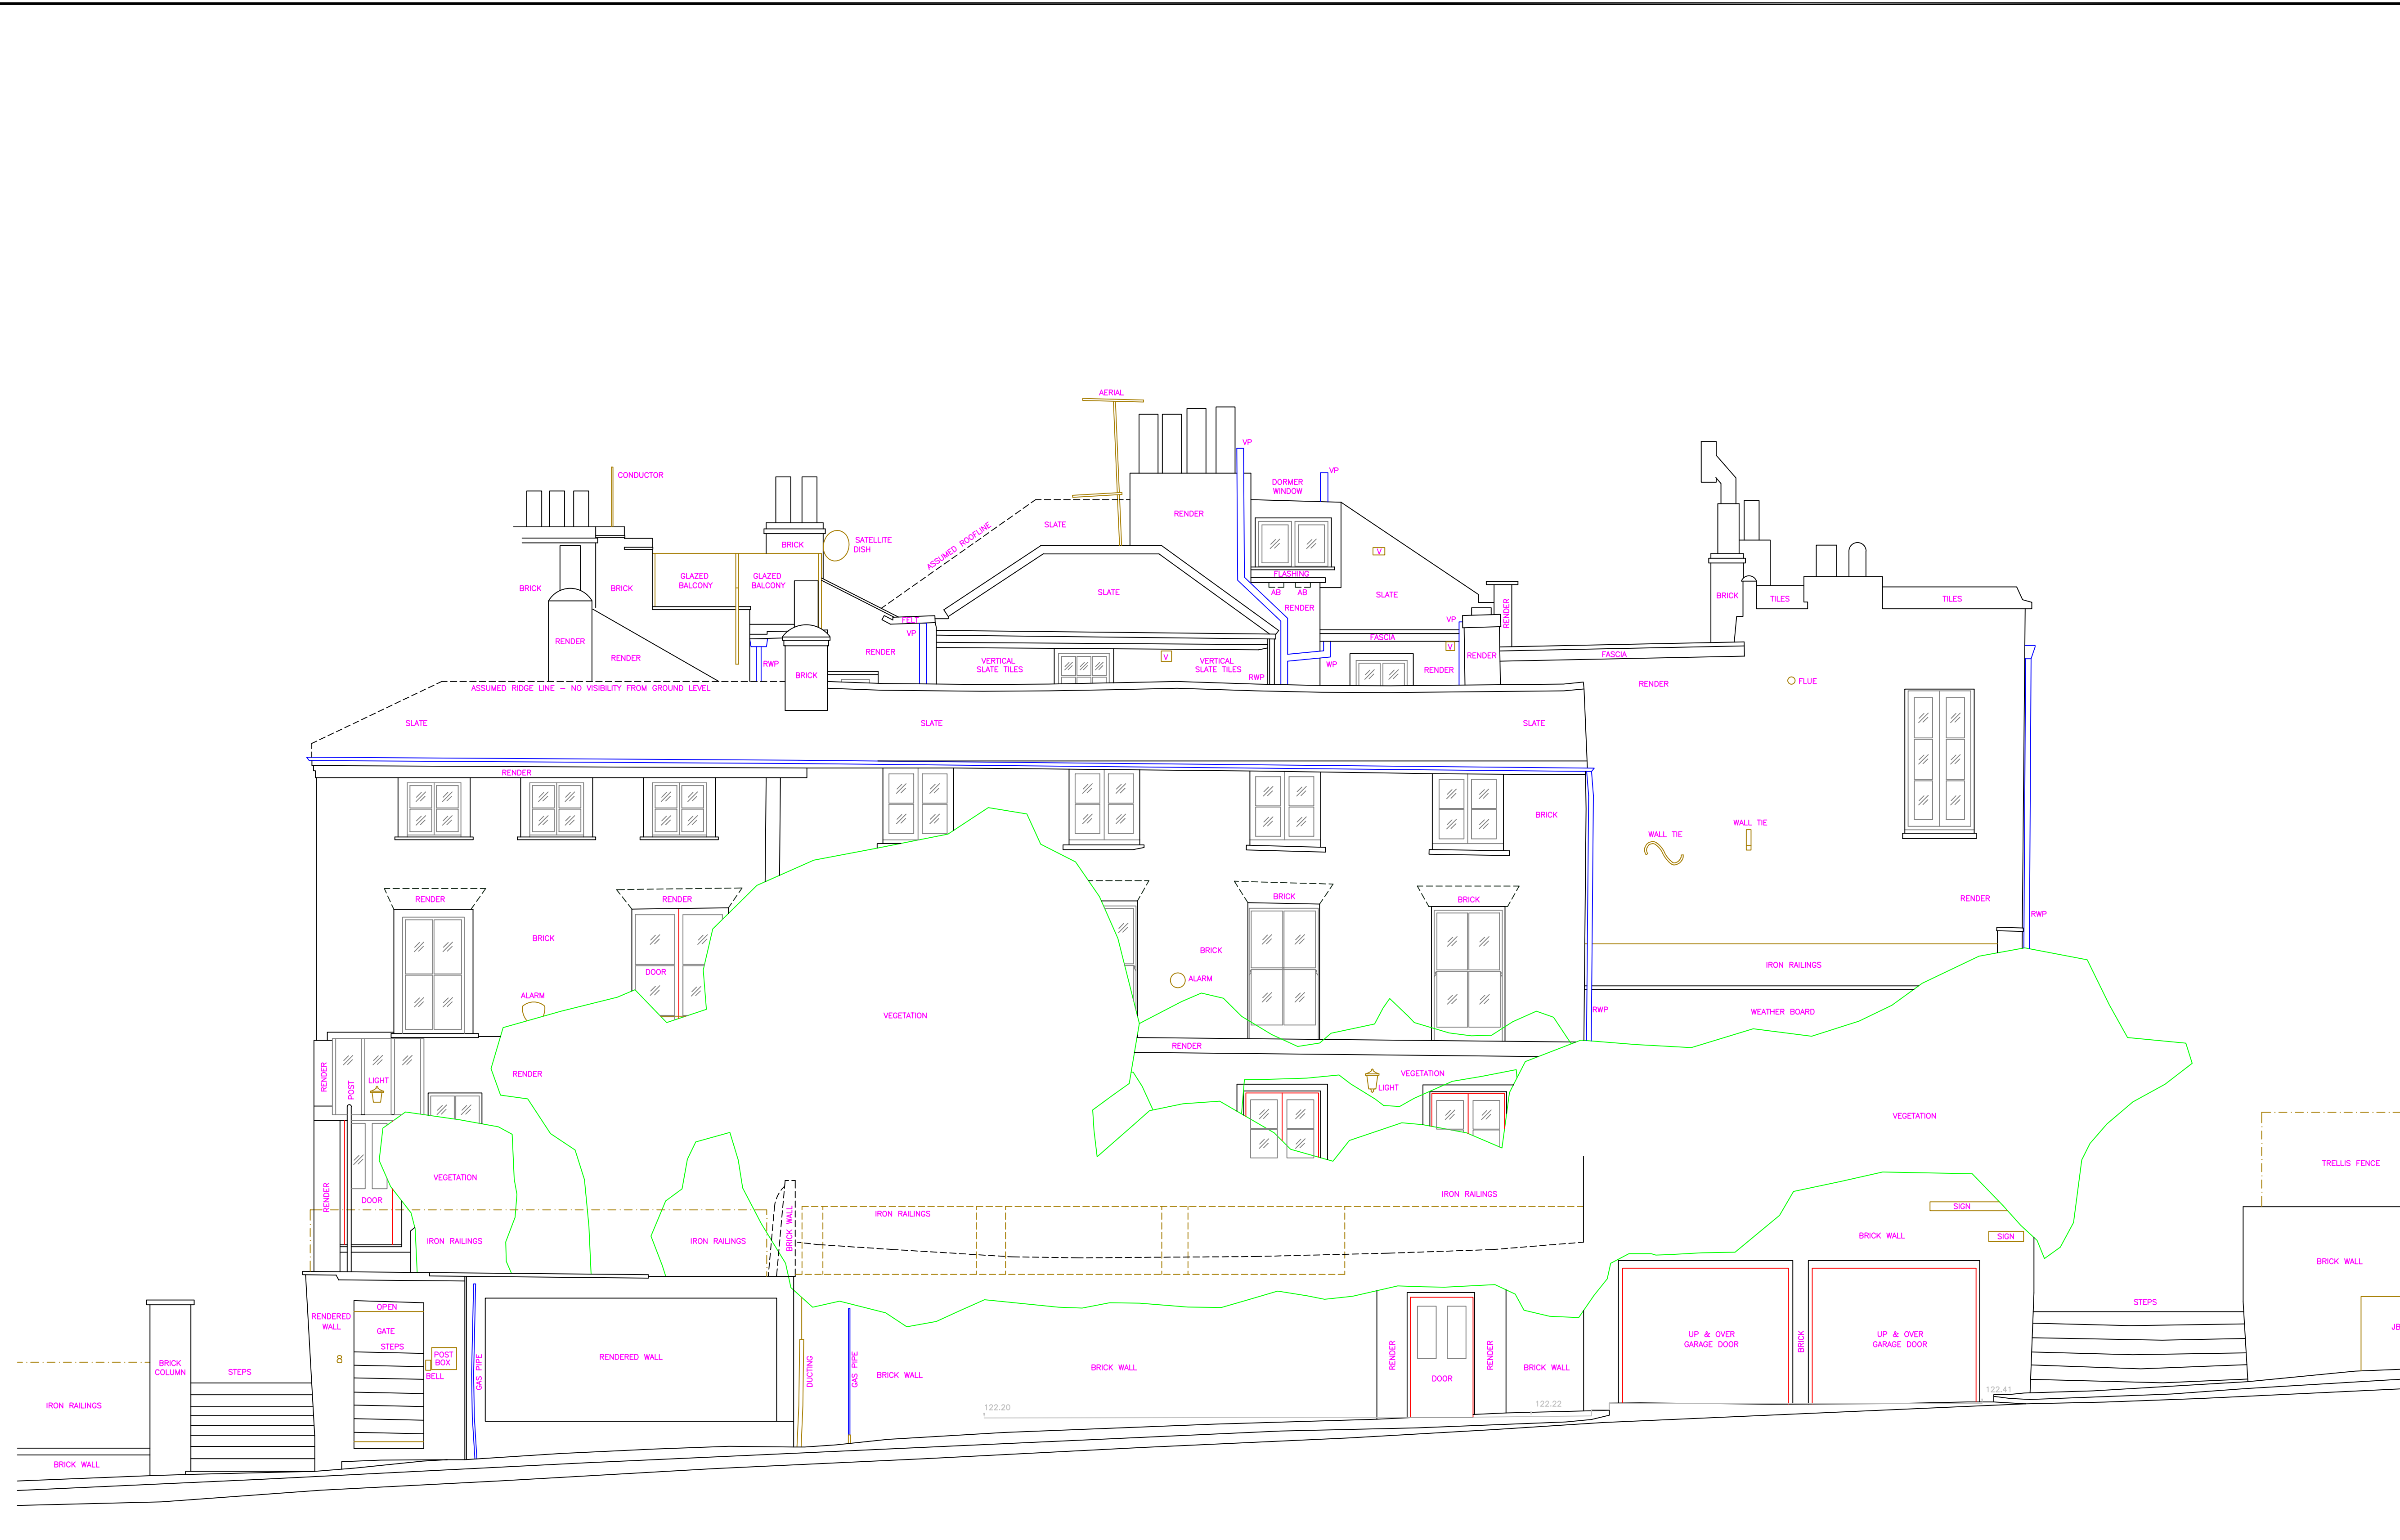 AERIAL
VP
CONDUCTOR
VP
DORMER
WINDOW
RENDER
ASSUMED ROOFLINE
SLATE
SATELLITE
DISH
BRICK
V
FLASHING
GLAZED
BALCONY
GLAZED
BALCONY
BRICK
BRICK
SLATE
AB
AB
SLATE
BRICK
TILES
TILES
RENDER
RENDER
FELT
VP
VP
FASCIA
V
RENDER
RENDER
RENDER
RWP
RENDER
VERTICAL
SLATE TILES
V
VERTICAL
SLATE TILES
WP
RENDER
RENDER
FASCIA
BRICK
RWP
RENDER
FLUE
ASSUMED RIDGE LINE – NO VISIBILITY FROM GROUND LEVEL
SLATE
SLATE
SLATE
RENDER
BRICK
WALL TIE
WALL TIE
RENDER
RENDER
BRICK
BRICK
RENDER
RWP
BRICK
BRICK
IRON RAILINGS
DOOR
ALARM
ALARM
VEGETATION
RWP
WEATHER BOARD
RENDER
RENDER
RENDER
POST
LIGHT
VEGETATION
LIGHT
VEGETATION
TRELLIS FENCE
VEGETATION
RENDER
DOOR
IRON RAILINGS
IRON RAILINGS
SIGN
SIGN
BRICK WALL
IRON RAILINGS
IRON RAILINGS
BRICK WALL
BRICK WALL
STEPS
OPEN
GATE
STEPS
RENDERED
WALL
8
POST
BOX
BELL
GAS PIPE
RENDERED WALL
DUCTING
GAS PIPE
BRICK WALL
BRICK WALL
RENDER
DOOR
RENDER
BRICK WALL
UP & OVER
GARAGE DOOR
BRICK
UP & OVER
GARAGE DOOR
JB
BRICK
COLUMN
STEPS
IRON RAILINGS
BRICK WALL
122.20
122.22
122.41